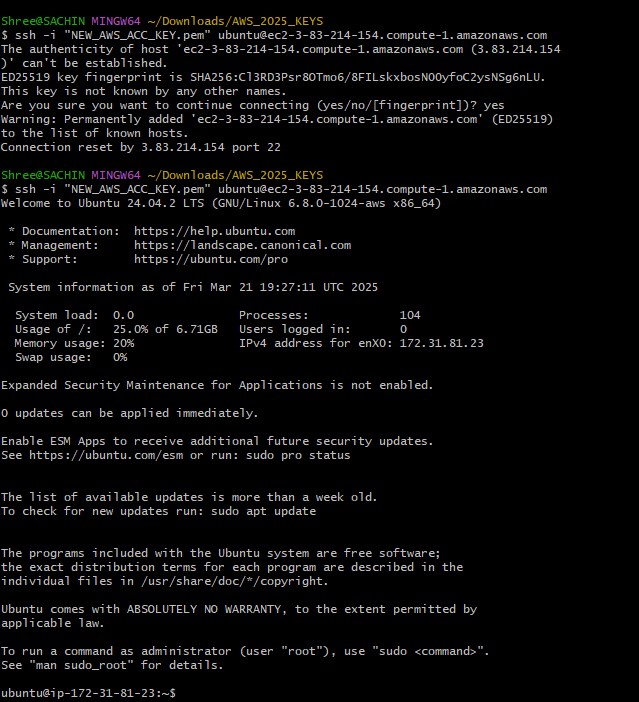 Shree@SACHIN MINGW64 ~/Downloads/AWS_2025_KEYS
$ ssh -i "NEW_AWS_ACC_KEY.pem" ubuntu@ec2-3-83-214-154.compute-1.amazonaws.com
The authenticity of host 'ec2-3-83-214-154.compute-1.amazonaws.com (3.83.214.154
)' can't be established.
ED25519 key fingerprint is SHA256:Cl3RD3Psr8OTmo6/8FILskxbosNOOyfoC2ysNSg6nLU.
This key is not known by any other names.
Are you sure you want to continue connecting (yes/no/[fingerprint])? yes
Warning: Permanently added 'ec2-3-83-214-154.compute-1.amazonaws.com' (ED25519)
to the list of known hosts.
Connection reset by 3.83.214.154 port 22
Shree@SACHIN MINGW64 ~/Downloads/AWS_2025_KEYS
$ ssh -i "NEW_AWS_ACC_KEY.pem" ubuntu@ec2-3-83-214-154.compute-1.amazonaws.com
Welcome to Ubuntu 24.04.2 LTS (GNU/Linux 6.8.0-1024-aws x86_64)
* Documentation: https://help.ubuntu.com
* Management: https://landscape.canonical.com
* Support: https://ubuntu.com/pro
System information as of Fri Mar 21 19:27:11 UTC 2025
System load: 0.0 Processes: 104
Usage of /: 25.0% of 6.71GB Users logged in: 0
Memory usage: 20% IPv4 address for enX0: 172.31.81.23
Swap usage: 0%
Expanded Security Maintenance for Applications is not enabled.
0 updates can be applied immediately.
Enable ESM Apps to receive additional future security updates.
See https://ubuntu.com/esm or run: sudo pro status
The list of available updates is more than a week old.
To check for new updates run: sudo apt update
The programs included with the Ubuntu system are free software;
the exact distribution terms for each program are described in the
individual files in /usr/share/doc/*/copyright.
Ubuntu comes with ABSOLUTELY NO WARRANTY, to the extent permitted by
applicable law.
To run a command as administrator (user "root"), use "sudo <command>".
See "man sudo_root" for details.
ubuntu@ip-172-31-81-23:~$